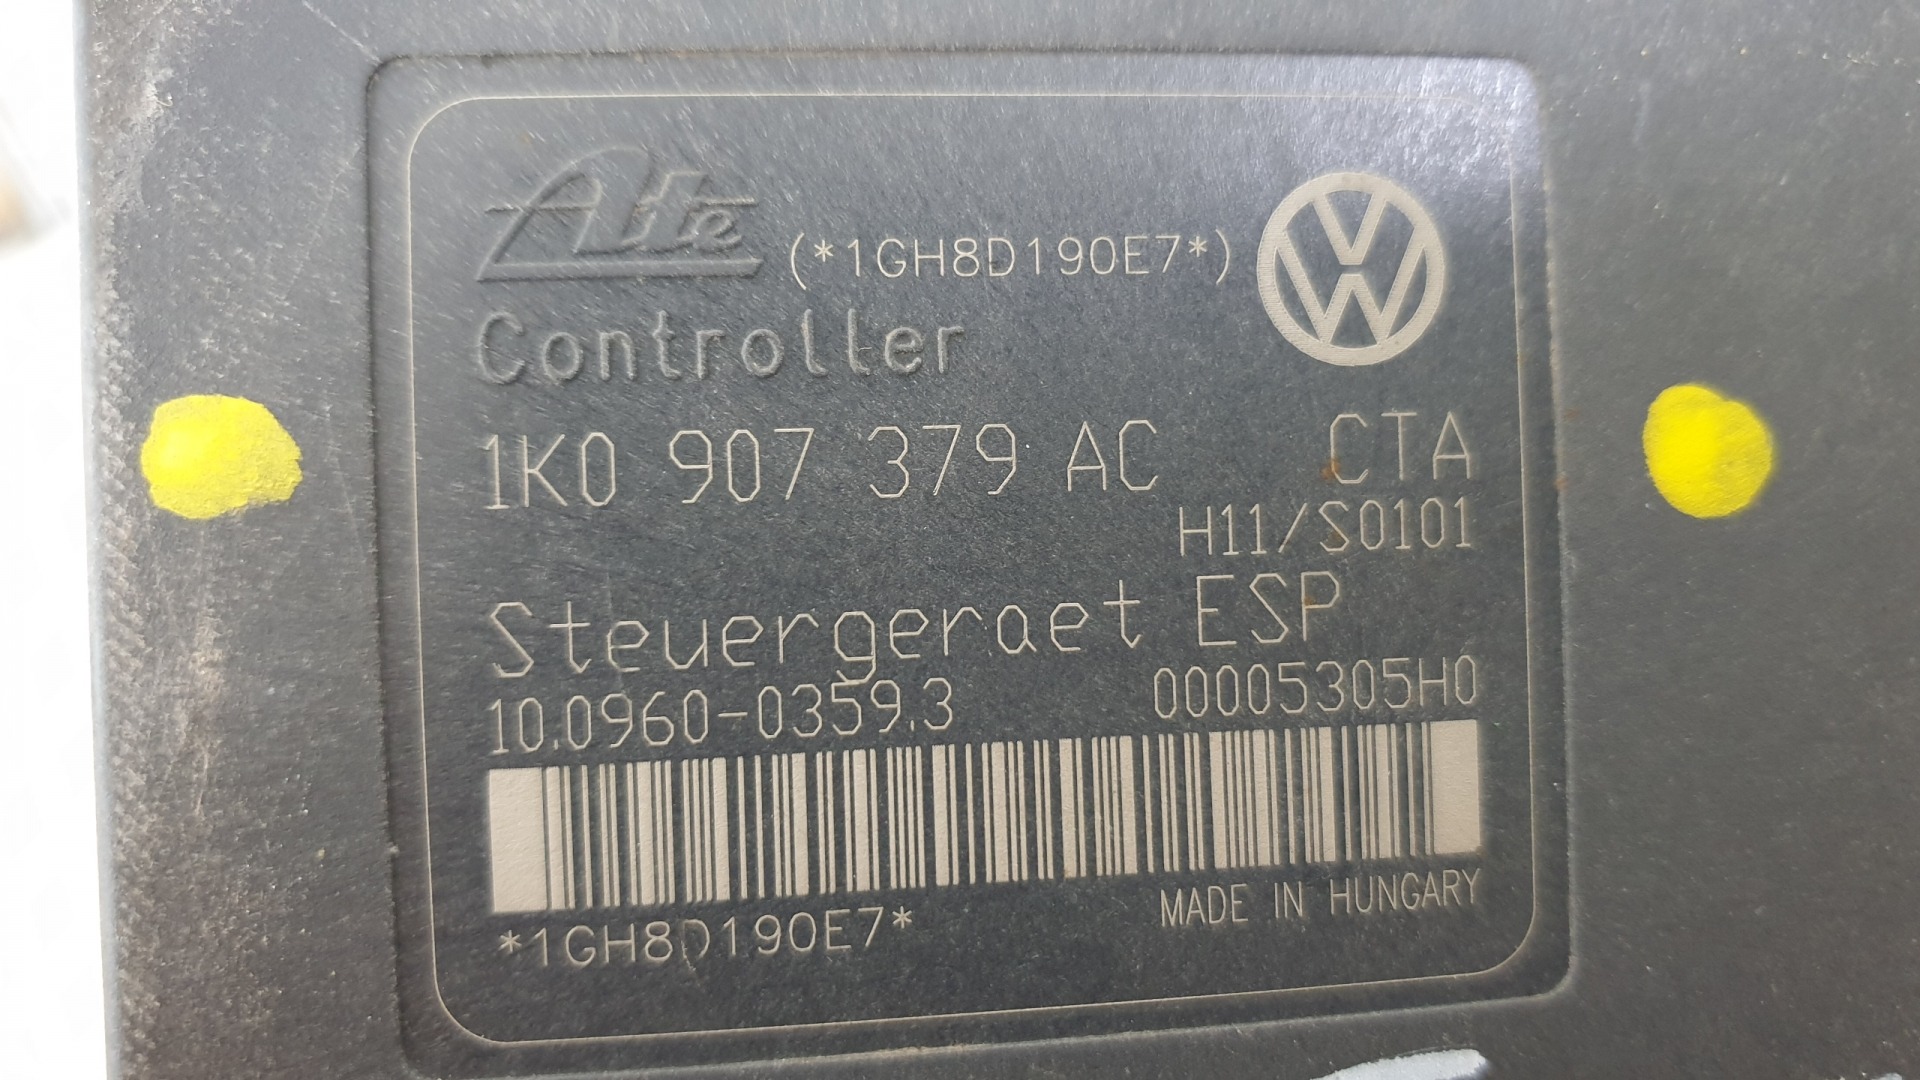 Ate (*1GH8D190E7*) VW
Controller
1K0 907 379 AC CTA
H11/S0101
Steuergeraet ESP
10.0960-0359.3 00005305H0
MADE IN HUNGARY
*1GH8D190E7*